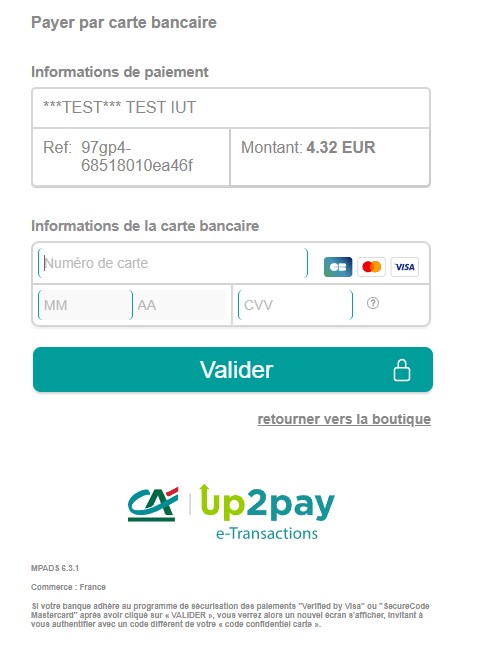 Payer par carte bancaire
Informations de paiement
***TEST*** TEST IUT
Ref: 97gp4-
68518010ea46f
Montant: 4.32 EUR
Informations de la carte bancaire
Numéro de carte
CB
VISA
MM
AA
CVV
?
Valider
retourner vers la boutique
CA
up2pay
e-Transactions
MPADS 6.3.1
Commerce : France
Si votre banque adhère au programme de sécurisation des paiements "Verified by Visa" ou "SecureCode
Mastercard" après avoir cliqué sur « VALIDER », vous verrez alors un nouvel écran s'afficher, invitant à
vous authentifier avec un code différent de votre « code confidentiel carte ».